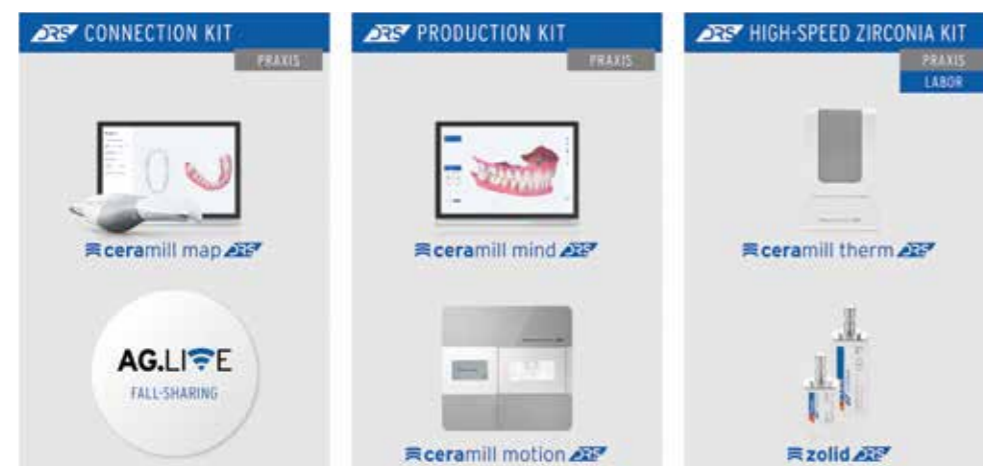 DRS CONNECTION KIT
PRAXIS
ceramill map DRS
AG.LIVE
FALL-SHARING
DRS PRODUCTION KIT
PRAXIS
ceramill mind DRS
ceramill motion DRS
DRS HIGH-SPEED ZIRCONIA KIT
PRAXIS
LABOR
ceramill therm DRS
zolid DRS